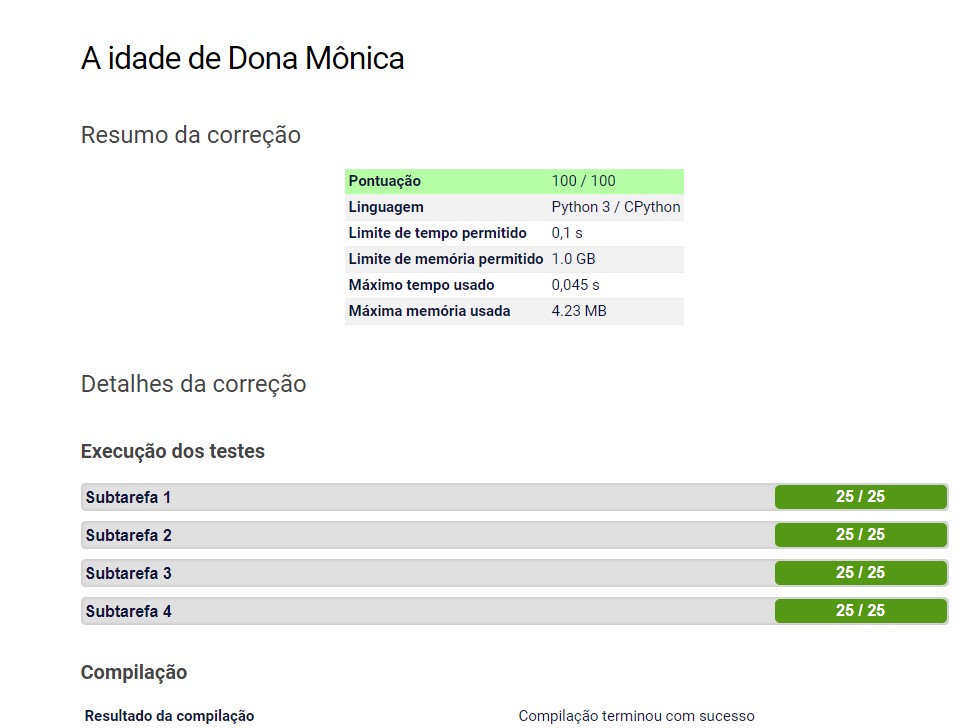 A idade de Dona Mônica
Resumo da correção
Pontuação 100 / 100
Linguagem Python 3 / CPython
Limite de tempo permitido 0,1 s
Limite de memória permitido 1.0 GB
Máximo tempo usado 0,045 s
Máxima memória usada 4.23 MB
Detalhes da correção
Execução dos testes
Subtarefa 1 25 / 25
Subtarefa 2 25 / 25
Subtarefa 3 25 / 25
Subtarefa 4 25 / 25
Compilação
Resultado da compilação Compilação terminou com sucesso